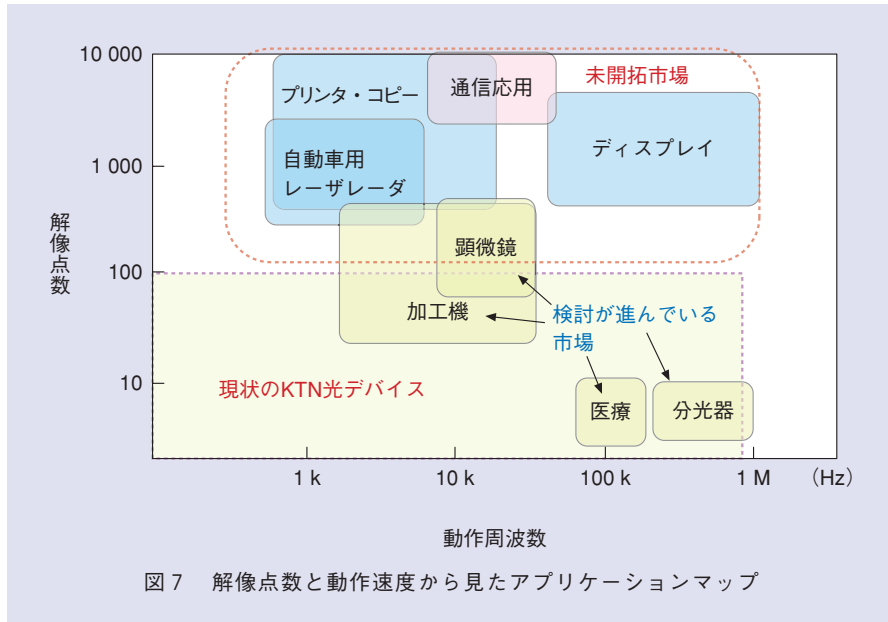 10 000
プリンタ・コピー
通信応用
未開拓市場
ディスプレイ
1 000
自動車用
レーザレーダ
解像点数
顕微鏡
100
加工機
検討が進んでいる
市場
10
現状のKTN光デバイス
医療
分光器
1 k
10 k
100 k
1 M
(Hz)
動作周波数
図7 解像点数と動作速度から見たアプリケーションマップ